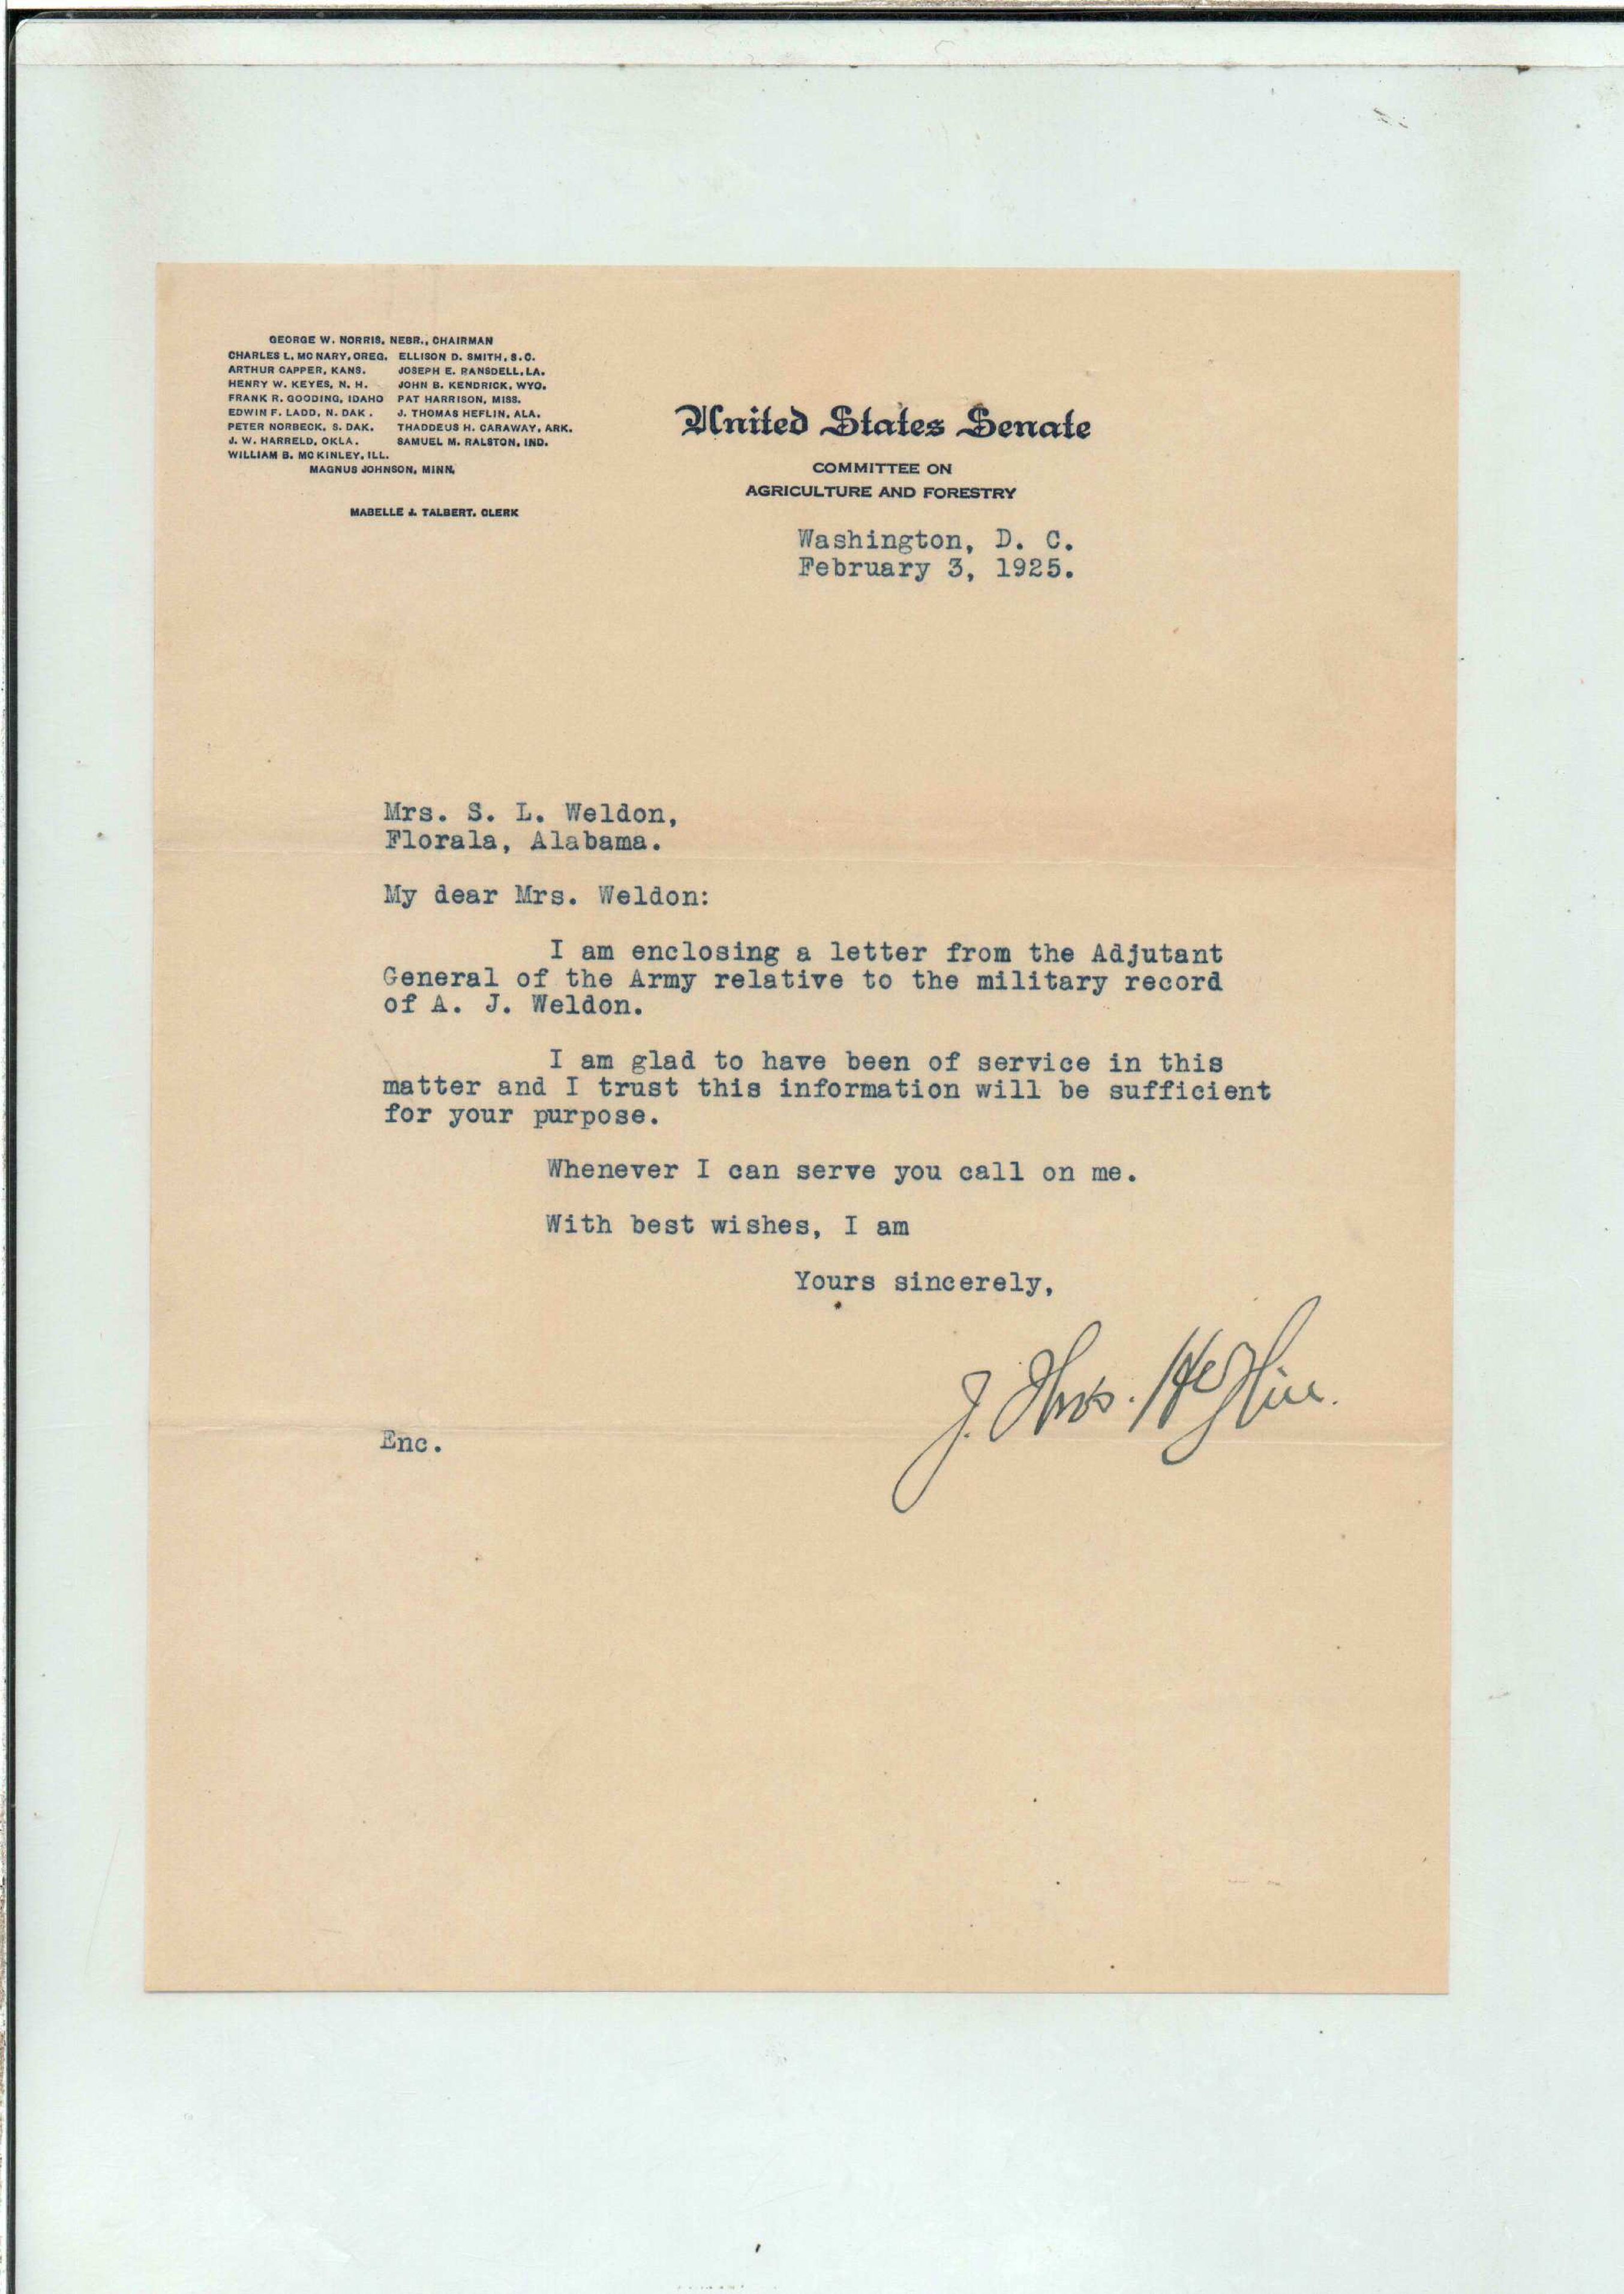 GEORGE W. NORRIS, NEBR., CHAIRMAN
CHARLES L. MCNARY, OREG. ELLISON D. SMITH, S.C.
ARTHUR CAPPER, KANS. JOSEPH E. RANSDELL, LA.
HENRY W. KEYES, N. H. JOHN B. KENDRICK, WYO.
FRANK R. GOODING, IDAHO PAT HARRISON, MISS.
EDWIN F. LADD, N. DAK. J. THOMAS HEFLIN, ALA.
PETER NORBECK, S. DAK. THADDEUS H. CARAWAY, ARK.
J. W. HARRELD, OKLA. SAMUEL M. RALSTON, IND.
WILLIAM B. MCKINLEY, ILL.
MAGNUS JOHNSON, MINN.
MABELLE J. TALBERT, CLERK
United States Senate
COMMITTEE ON
AGRICULTURE AND FORESTRY
Washington, D. C.
February 3, 1925.
Mrs. S. L. Weldon,
Florala, Alabama.
My dear Mrs. Weldon:
I am enclosing a letter from the Adjutant
General of the Army relative to the military record
of A. J. Weldon.
I am glad to have been of service in this
matter and I trust this information will be sufficient
for your purpose.
Whenever I can serve you call on me.
With best wishes, I am
Yours sincerely,
J. Thos. Heflin.
Enc.